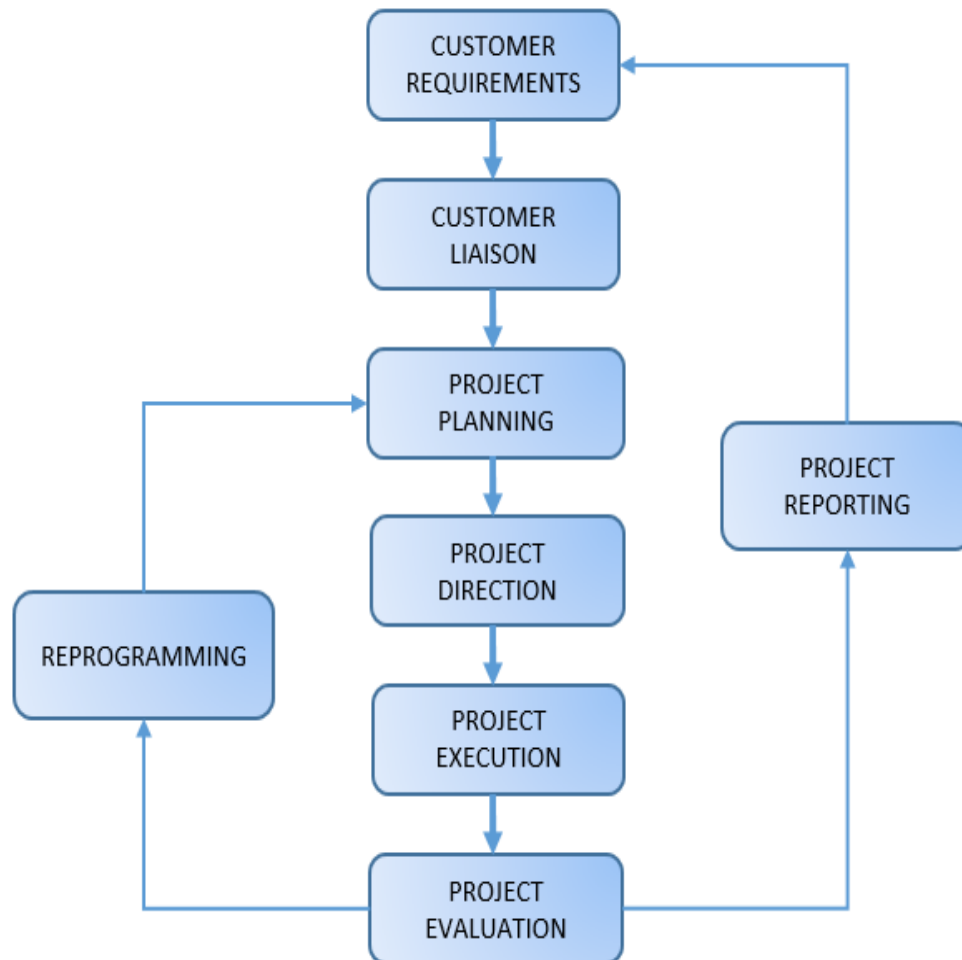 CUSTOMER
REQUIREMENTS
CUSTOMER
LIAISON
PROJECT
PLANNING
PROJECT
REPORTING
PROJECT
DIRECTION
REPROGRAMMING
PROJECT
EXECUTION
PROJECT
EVALUATION